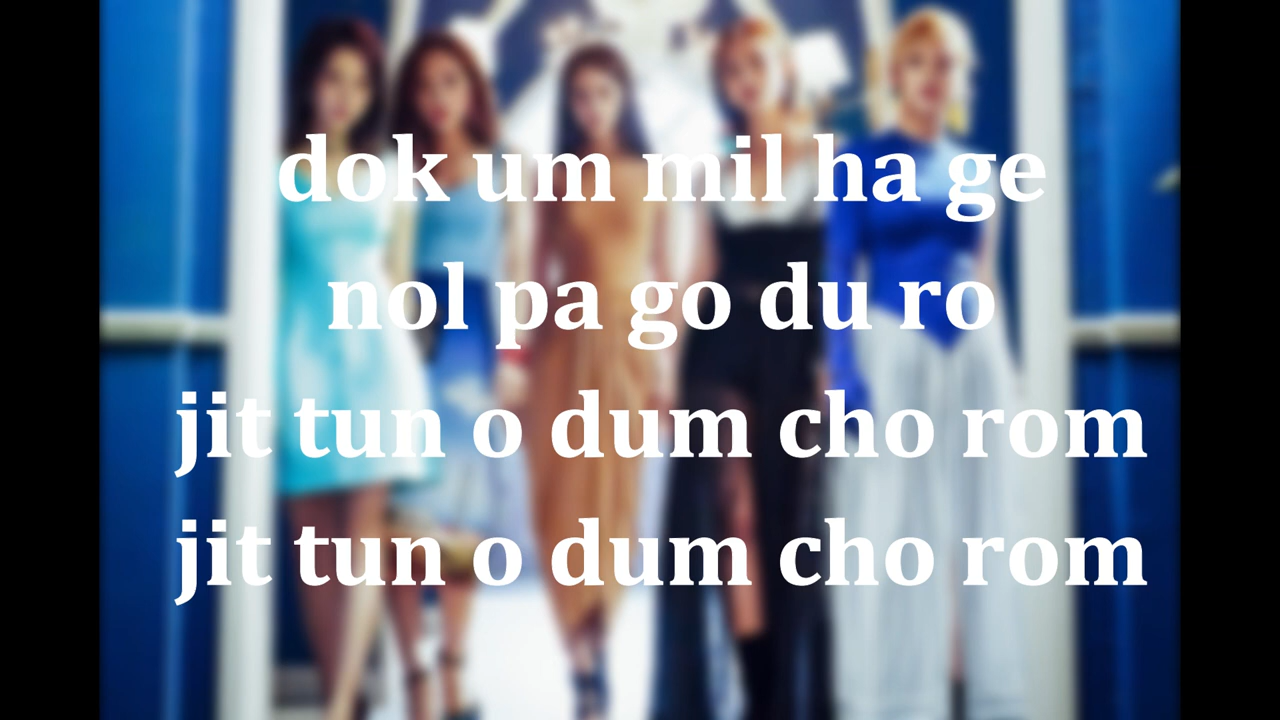 dok um mil ha ge
nol pa go du ro
jit tun o dum cho rom
jit tun o dum cho rom